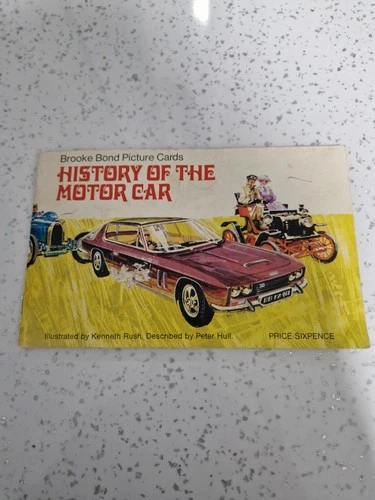 Brooke Bond Picture Cards
HISTORY OF THE
MOTOR CAR
Illustrated by Kenneth Rush, Described by Peter Hull.
PRICE SIXPENCE